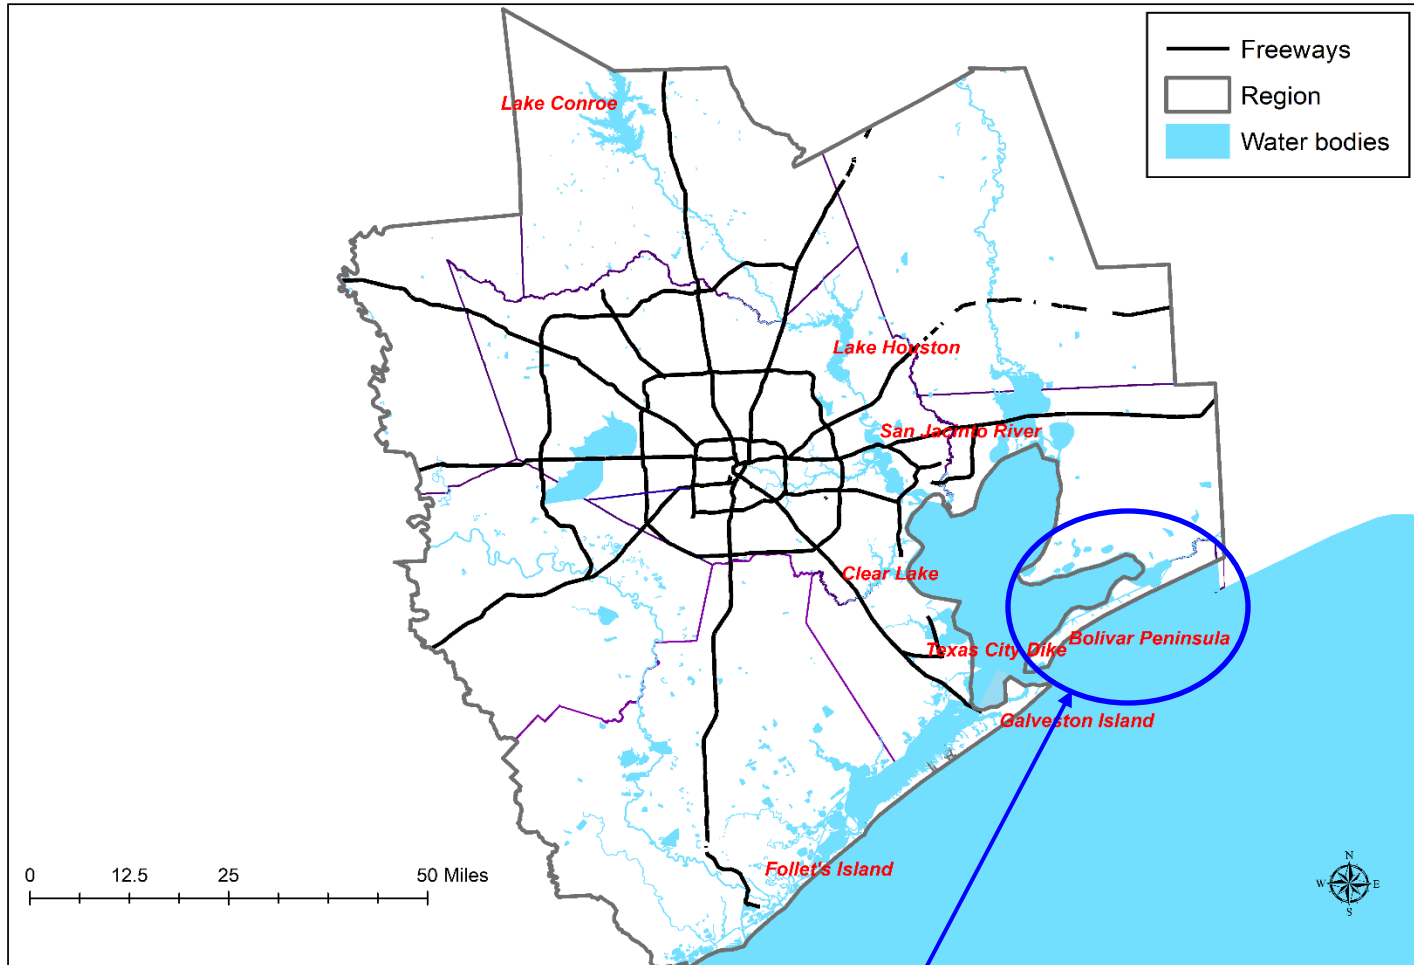 Freeways
Region
Water bodies
Lake Conroe
Lake Houston
San Jacinto River
Clear Lake
Bolivar Peninsula
Texas City Dike
Galveston Island
Follet's Island
0 12.5 25 50 Miles
N
W E
S